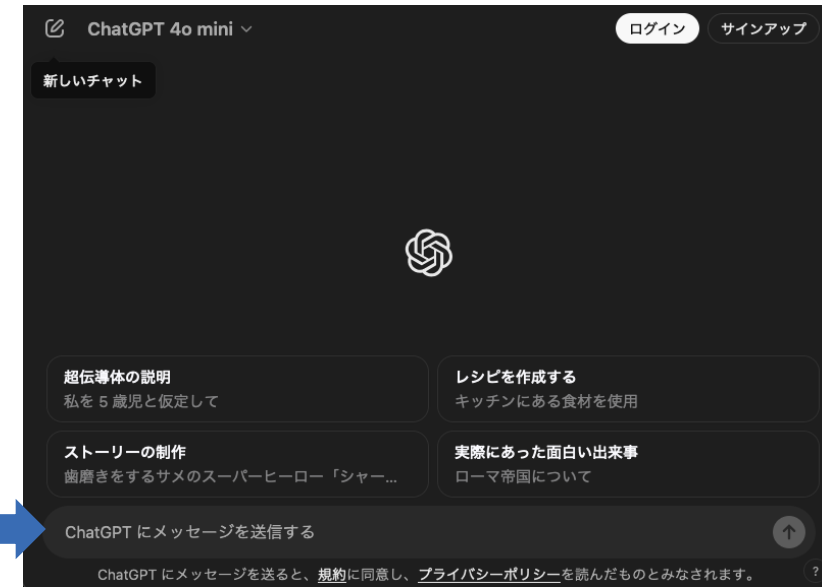 ChatGPT 4o mini
ログイン
サインアップ
新しいチャット
超伝導体の説明
私を 5 歳児と仮定して
レシピを作成する
キッチンにある食材を使用
ストーリーの制作
歯磨きをするサメのスーパーヒーロー「シャー...
実際にあった面白い出来事
ローマ帝国について
ChatGPT にメッセージを送信する
ChatGPT にメッセージを送ると、規約に同意し、プライバシーポリシーを読んだものとみなされます。
?